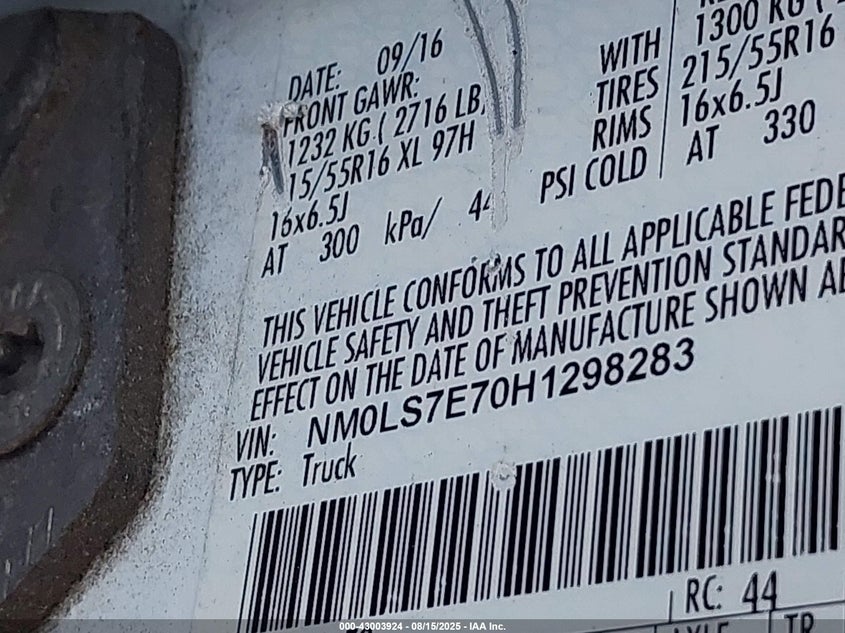 DATE: 09/16
FRONT GAWR:
1232 KG ( 2716 LB
15/55R16 XL 97H
16x6.5J
AT 300 kPa/ 44
1300 KG (
WITH
TIRES 215/55R16
RIMS 16x6.5J
PSI COLD AT 330
THIS VEHICLE CONFORMS TO ALL APPLICABLE FEDE
VEHICLE SAFETY AND THEFT PREVENTION STANDAR
EFFECT ON THE DATE OF MANUFACTURE SHOWN AB
VIN: NM0LS7E70H1298283
TYPE: Truck
RC: 44
TR
000-43003924 - 08/15/2025 - IAA Inc.